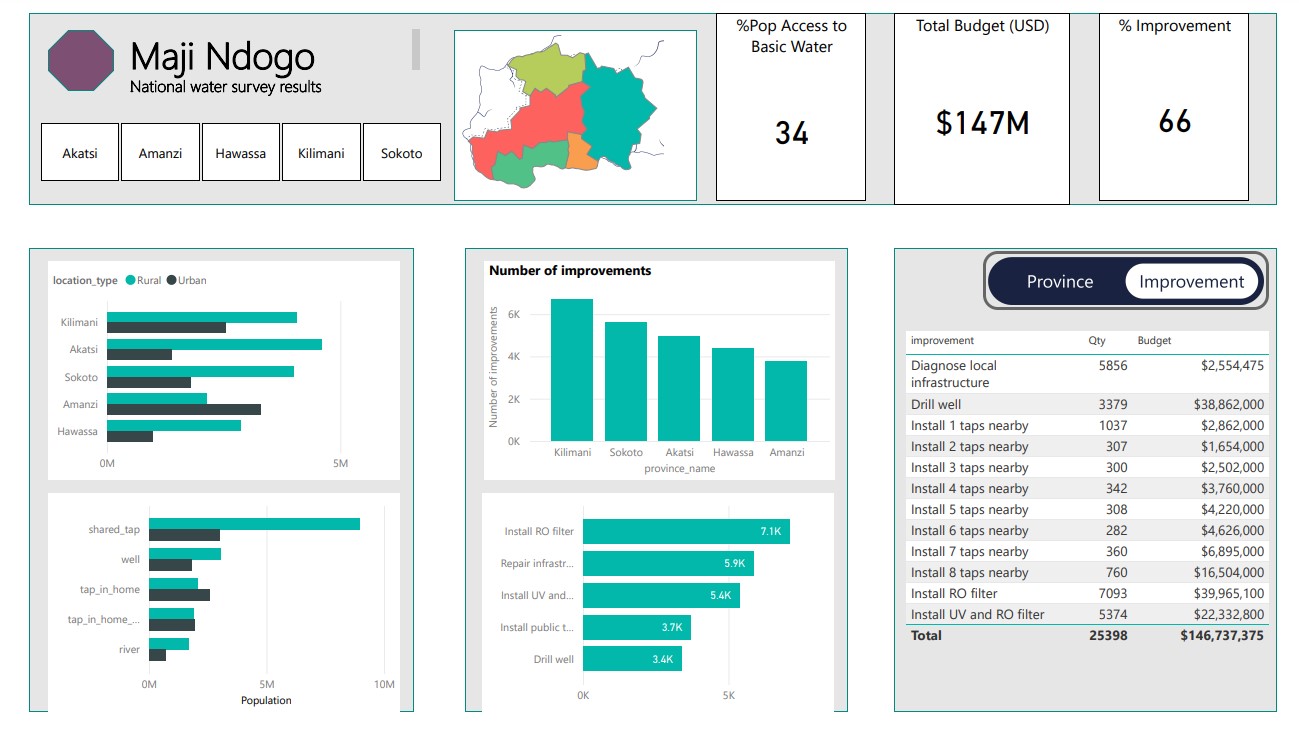 Maji Ndogo
National water survey results
Akatsi
Amanzi
Hawassa
Kilimani
Sokoto
%Pop Access to
Basic Water
34
Total Budget (USD)
$147M
% Improvement
66
location_type Rural Urban
Kilimani
Akatsi
Sokoto
Amanzi
Hawassa
0M 5M
shared_tap
well
tap_in_home
tap_in_home_...
river
0M 5M 10M
Population
Number of improvements
Number of improvements
6K
4K
2K
0K
Kilimani Sokoto Akatsi Hawassa Amanzi
province_name
Install RO filter 7.1K
Repair infrastr... 5.9K
Install UV and... 5.4K
Install public t... 3.7K
Drill well 3.4K
0K 5K
Province Improvement
improvement Qty Budget
Diagnose local
infrastructure 5856 $2,554,475
Drill well 3379 $38,862,000
Install 1 taps nearby 1037 $2,862,000
Install 2 taps nearby 307 $1,654,000
Install 3 taps nearby 300 $2,502,000
Install 4 taps nearby 342 $3,760,000
Install 5 taps nearby 308 $4,220,000
Install 6 taps nearby 282 $4,626,000
Install 7 taps nearby 360 $6,895,000
Install 8 taps nearby 760 $16,504,000
Install RO filter 7093 $39,965,100
Install UV and RO filter 5374 $22,332,800
Total 25398 $146,737,375